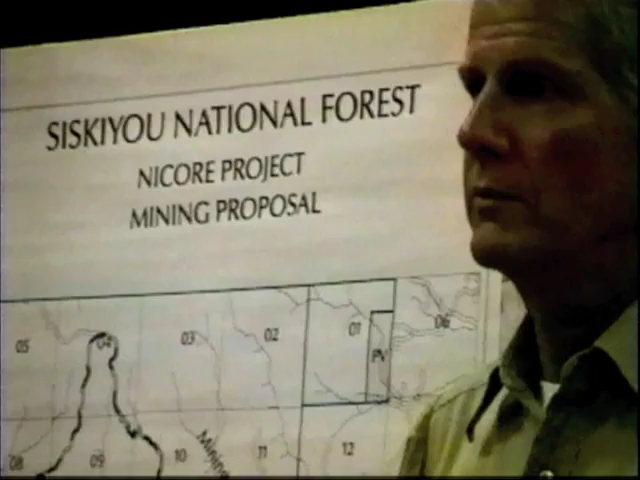 SISKIYOU NATIONAL FOREST
NICORE PROJECT
MINING PROPOSAL
05 04 03 02 01 06
PV
08 09 10 11 12
Mining